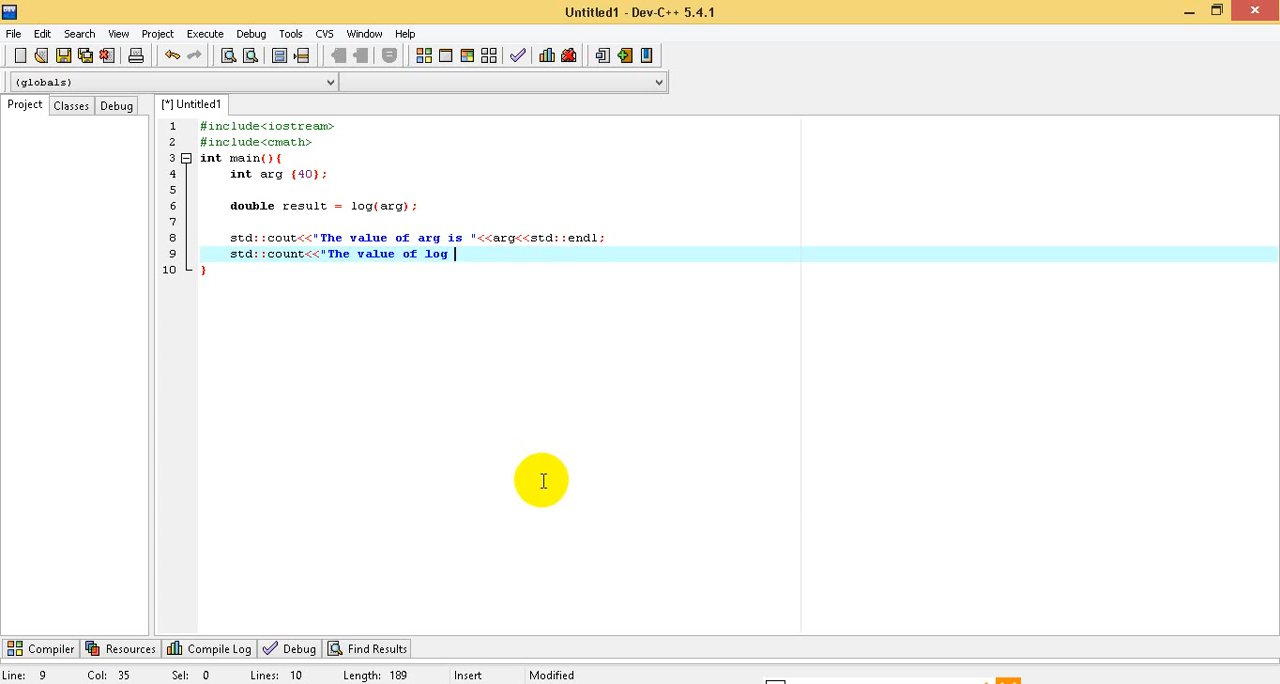 Untitled1 - Dev-C++ 5.4.1
File Edit Search View Project Execute Debug Tools CVS Window Help
(globals)
Project Classes Debug [*] Untitled1
1 #include<iostream>
2 #include<cmath>
3 int main(){
4 int arg {40};
5
6 double result = log(arg);
7
8 std::cout<<"The value of arg is "<<arg<<std::endl;
9 std::count<<"The value of log
10 }
Compiler Resources Compile Log Debug Find Results
Line: 9 Col: 35 Sel: 0 Lines: 10 Length: 189 Insert Modified